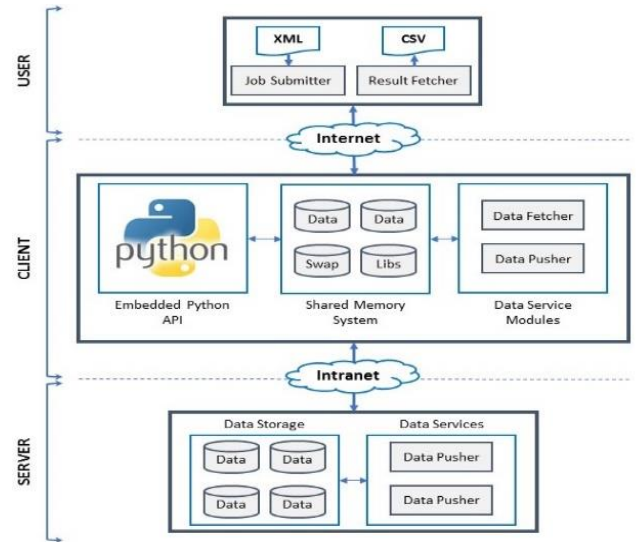 USER
XML
CSV
Job Submitter
Result Fetcher
Internet
CLIENT
python
Data
Data
Swap
Libs
Data Fetcher
Data Pusher
Embedded Python
API
Shared Memory
System
Data Service
Modules
Intranet
SERVER
Data Storage
Data Services
Data
Data
Data
Data
Data Pusher
Data Pusher